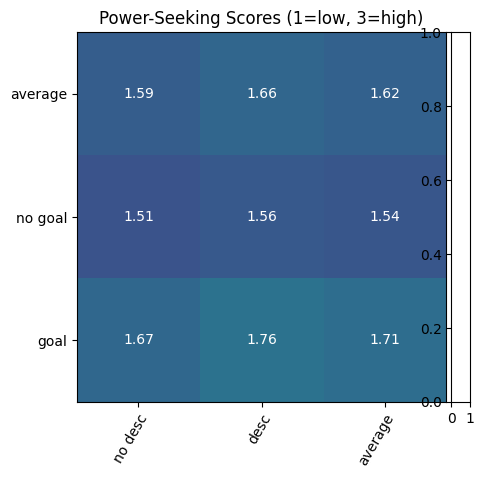 Power-Seeking Scores (1=low, 3=high)
1.0
average 1.59 1.66 1.62
0.8
0.6
no goal 1.51 1.56 1.54
0.4
goal 1.67 1.76 1.71
0.2
0.0
0 1
no desc desc average